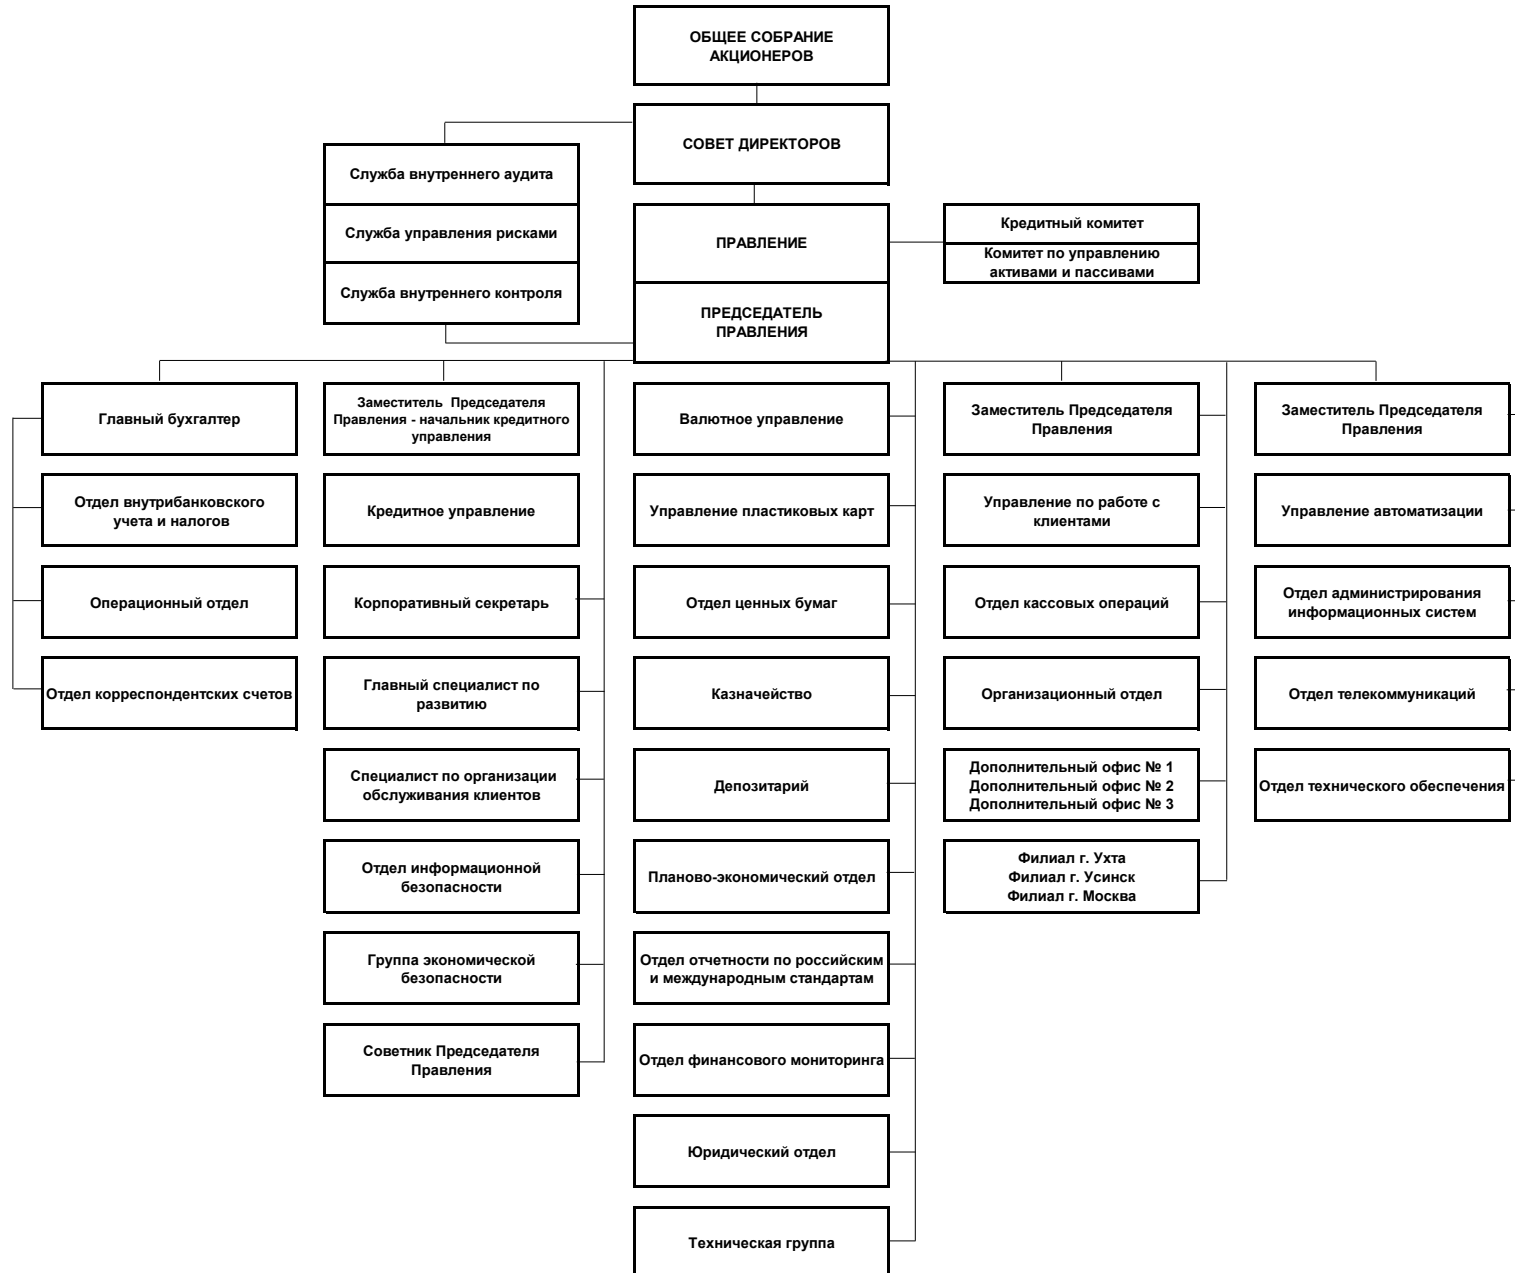 ОБЩЕЕ СОБРАНИЕ
АКЦИОНЕРОВ
СОВЕТ ДИРЕКТОРОВ
Служба внутреннего аудита
Служба управления рисками
Служба внутреннего контроля
ПРАВЛЕНИЕ
Кредитный комитет
Комитет по управлению
активами и пассивами
ПРЕДСЕДАТЕЛЬ
ПРАВЛЕНИЯ
Главный бухгалтер
Отдел внутрибанковского
учета и налогов
Операционный отдел
Отдел корреспондентских счетов
Заместитель Председателя
Правления - начальник кредитного
управления
Кредитное управление
Корпоративный секретарь
Главный специалист по
развитию
Специалист по организации
обслуживания клиентов
Отдел информационной
безопасности
Группа экономической
безопасности
Советник Председателя
Правления
Валютное управление
Управление пластиковых карт
Отдел ценных бумаг
Казначейство
Депозитарий
Планово-экономический отдел
Отдел отчетности по российским
и международным стандартам
Отдел финансового мониторинга
Юридический отдел
Техническая группа
Заместитель Председателя
Правления
Управление по работе с
клиентами
Отдел кассовых операций
Организационный отдел
Дополнительный офис № 1
Дополнительный офис № 2
Дополнительный офис № 3
Филиал г. Ухта
Филиал г. Усинск
Филиал г. Москва
Заместитель Председателя
Правления
Управление автоматизации
Отдел администрирования
информационных систем
Отдел телекоммуникаций
Отдел технического обеспечения